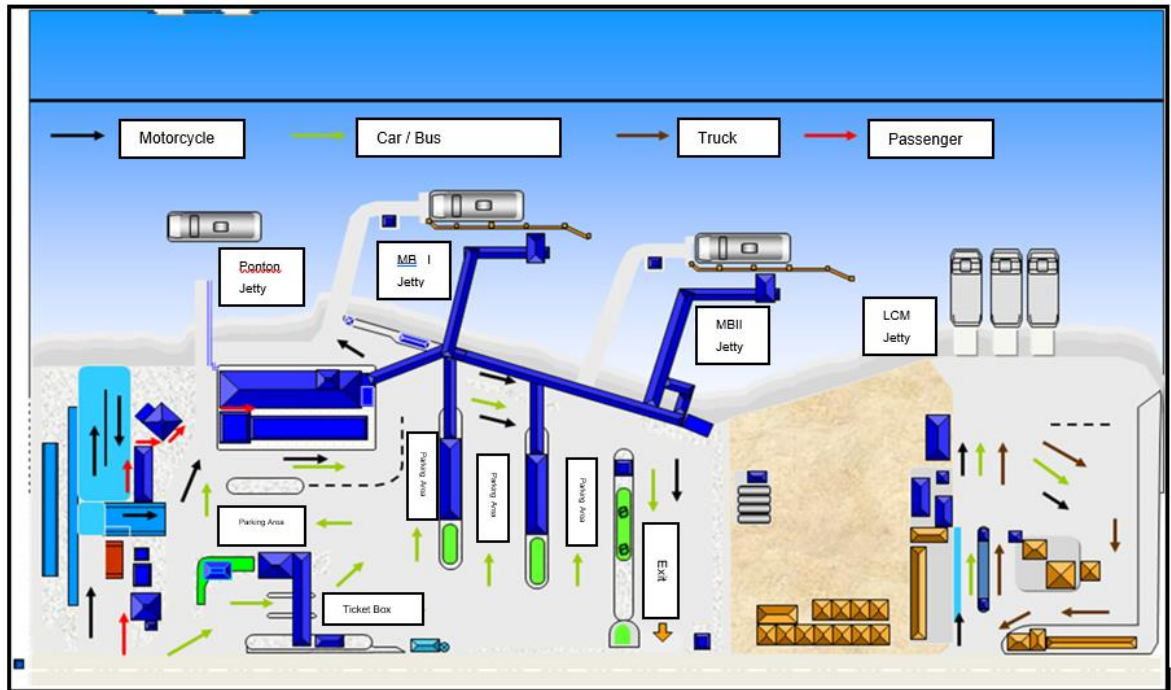 Motorcycle
Car / Bus
Truck
Passenger
Ponton
Jetty
MB I
Jetty
MBII
Jetty
LCM
Jetty
Parking Area
Parking Area
Parking Area
Parking Area
Exit
Ticket Box